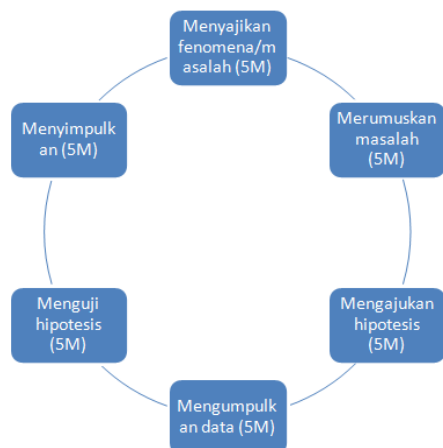 Menyajikan
fenomena/m
asalah (5M)
Merumuskan
masalah
(5M)
Mengajukan
hipotesis
(5M)
Mengumpulk
an data (5M)
Menguji
hipotesis
(5M)
Menyimpulk
an (5M)